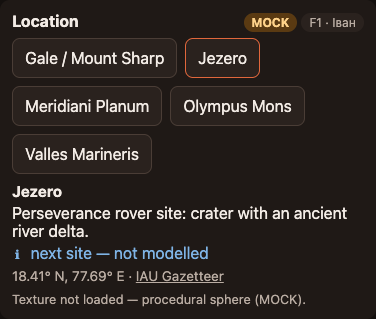 Location
MOCK
F1 · Іван
Gale / Mount Sharp
Jezero
Meridiani Planum
Olympus Mons
Valles Marineris
Jezero
Perseverance rover site: crater with an ancient
river delta.
ℹ next site — not modelled
18.41° N, 77.69° E · IAU Gazetteer
Texture not loaded — procedural sphere (MOCK).